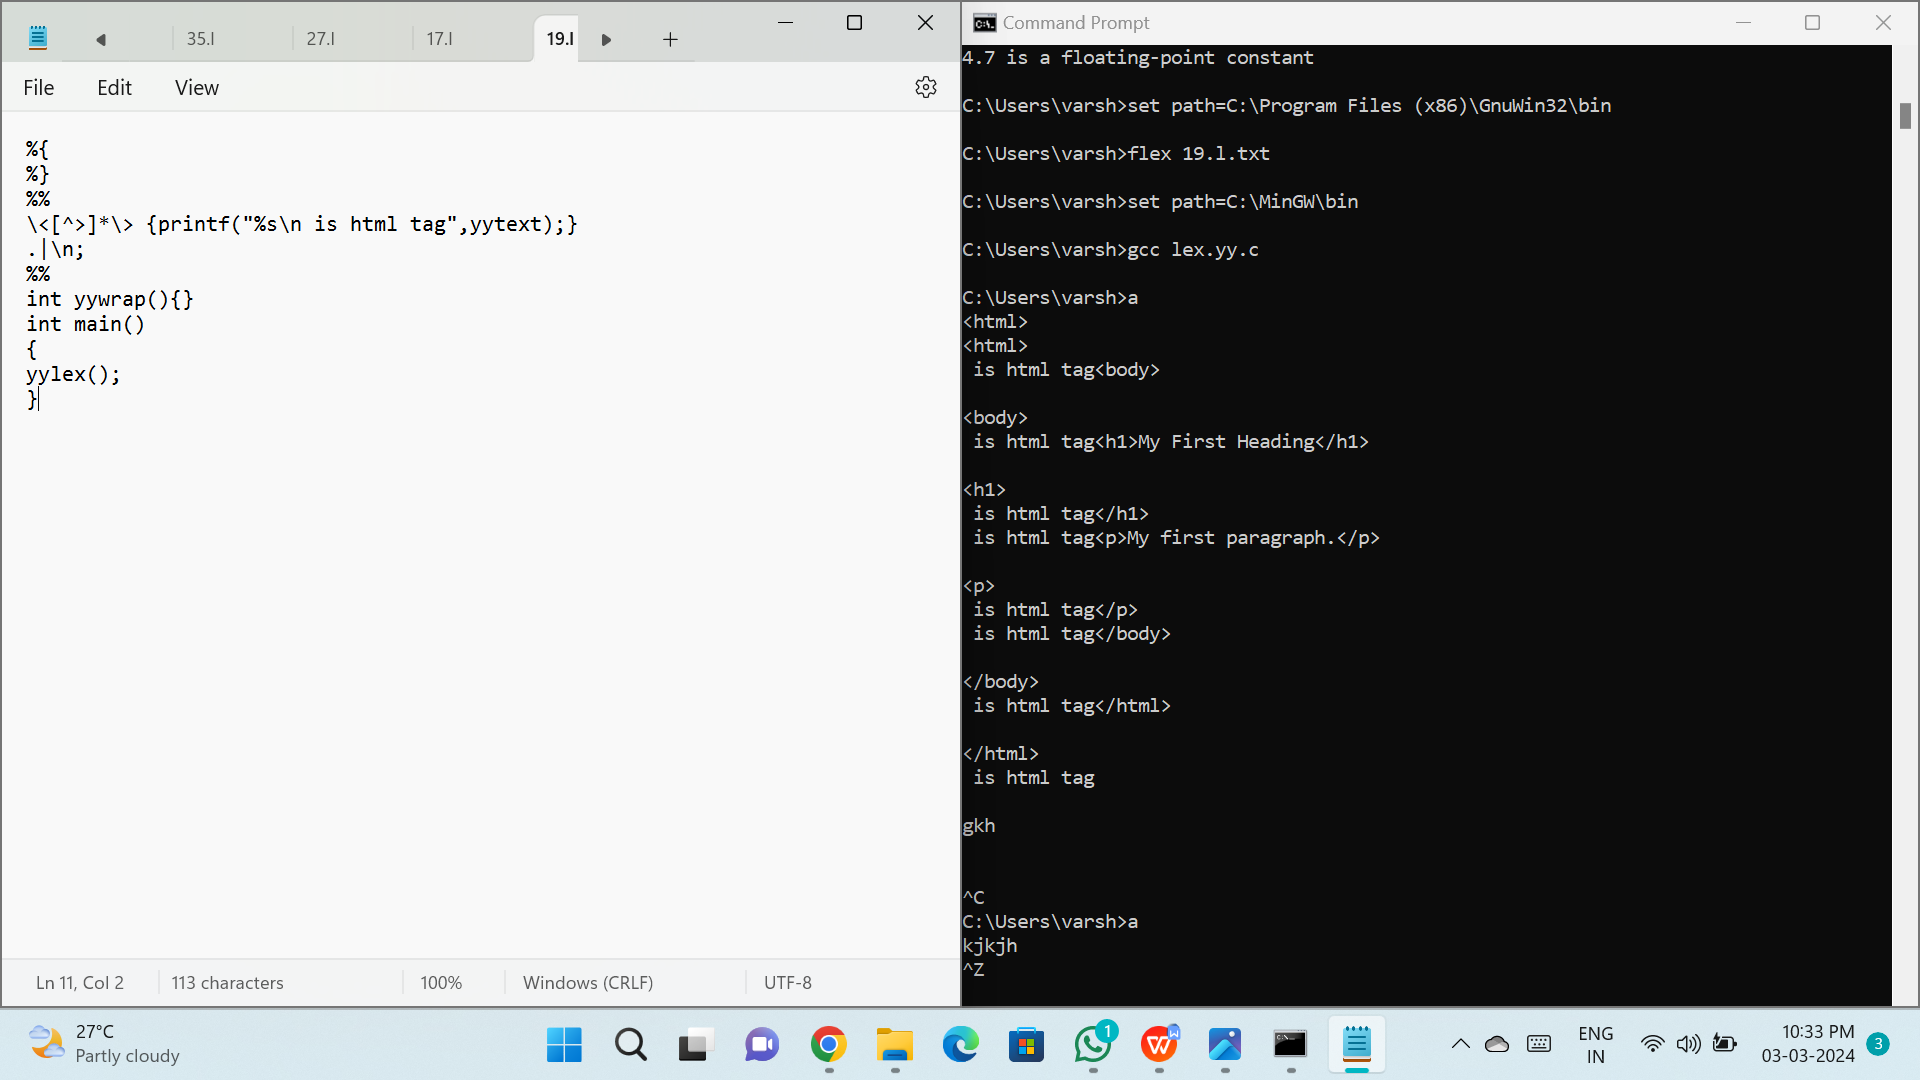 35.l
27.l
17.l
19.l
File
Edit
View
%{
%}
%%
\<[^>]*\> {printf("%s\n is html tag",yytext);}
.|\n;
%%
int yywrap(){}
int main()
{
yylex();
}
Ln 11, Col 2
113 characters
100%
Windows (CRLF)
UTF-8
Command Prompt
4.7 is a floating-point constant
C:\Users\varsh>set path=C:\Program Files (x86)\GnuWin32\bin
C:\Users\varsh>flex 19.l.txt
C:\Users\varsh>set path=C:\MinGW\bin
C:\Users\varsh>gcc lex.yy.c
C:\Users\varsh>a
<html>
<html>
 is html tag<body>
<body>
 is html tag<h1>My First Heading</h1>
<h1>
 is html tag</h1>
 is html tag<p>My first paragraph.</p>
<p>
 is html tag</p>
 is html tag</body>
</body>
 is html tag</html>
</html>
 is html tag
gkh
^C
C:\Users\varsh>a
kjkjh
^Z
27°C
Partly cloudy
1
ENG
IN
10:33 PM
03-03-2024
3